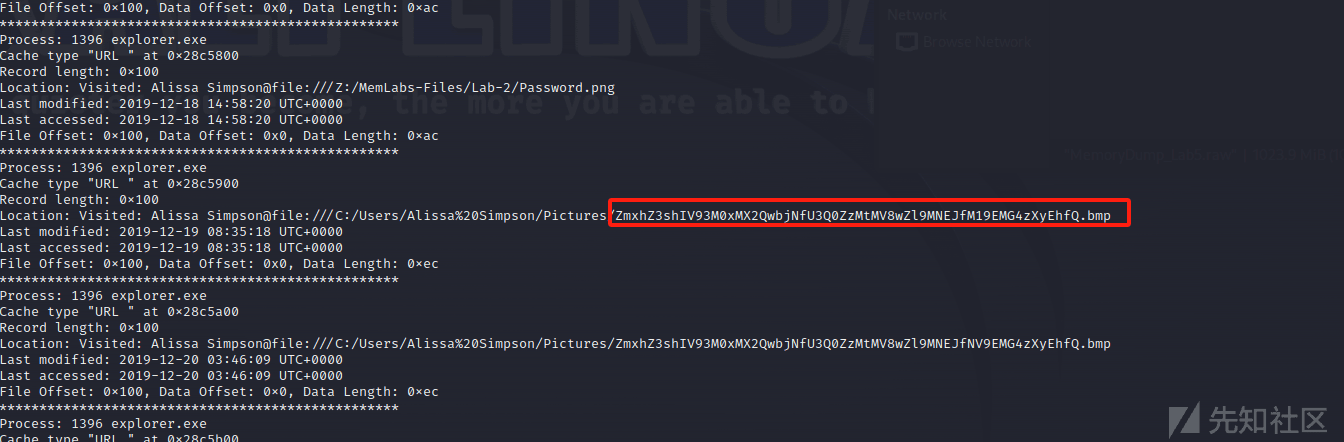 File Offset: 0×100, Data Offset: 0×0, Data Length: 0×ac
**************************************************
Process: 1396 explorer.exe
Cache type "URL " at 0×28c5800
Record length: 0×100
Location: Visited: Alissa Simpson@file:///Z:/MemLabs-Files/Lab-2/Password.png
Last modified: 2019-12-18 14:58:20 UTC+0000
Last accessed: 2019-12-18 14:58:20 UTC+0000
File Offset: 0×100, Data Offset: 0×0, Data Length: 0×ac
**************************************************
Process: 1396 explorer.exe
Cache type "URL " at 0×28c5900
Record length: 0×100
Location: Visited: Alissa Simpson@file:///C:/Users/Alissa%20Simpson/Pictures/ZmxhZ3shIV93M0xMX2QwbjNfU3Q0ZzMtMV8wZl9MNEJfM19EMG4zXyEhfQ.bmp
Last modified: 2019-12-19 08:35:18 UTC+0000
Last accessed: 2019-12-19 08:35:18 UTC+0000
File Offset: 0×100, Data Offset: 0×0, Data Length: 0×ec
**************************************************
Process: 1396 explorer.exe
Cache type "URL " at 0×28c5a00
Record length: 0×100
Location: Visited: Alissa Simpson@file:///C:/Users/Alissa%20Simpson/Pictures/ZmxhZ3shIV93M0xMX2QwbjNfU3Q0ZzMtMV8wZl9MNEJfNV9EMG4zXyEhfQ.bmp
Last modified: 2019-12-20 03:46:09 UTC+0000
Last accessed: 2019-12-20 03:46:09 UTC+0000
File Offset: 0×100, Data Offset: 0×0, Data Length: 0×ec
**************************************************
Process: 1396 explorer.exe
Cache type "URL " at 0×28c5b00
Network
Browse Network
, the more you are able to
先知社区